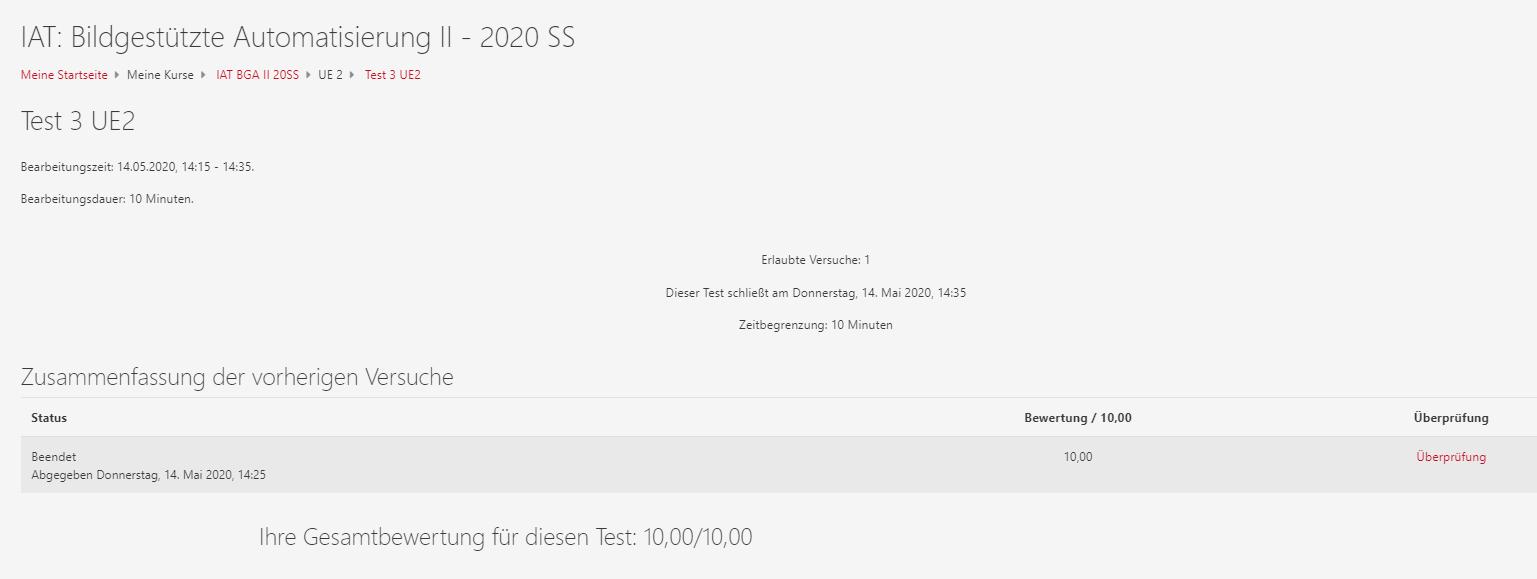 IAT: Bildgestützte Automatisierung II - 2020 SS
Meine Startseite Meine Kurse IAT BGA II 20SS UE 2 Test 3 UE2
Test 3 UE2
Bearbeitungszeit: 14.05.2020, 14:15 - 14:35.
Bearbeitungsdauer: 10 Minuten.
Erlaubte Versuche: 1
Dieser Test schließt am Donnerstag, 14. Mai 2020, 14:35
Zeitbegrenzung: 10 Minuten
Zusammenfassung der vorherigen Versuche
Status Bewertung / 10,00 Überprüfung
Beendet 10,00 Überprüfung
Abgegeben Donnerstag, 14. Mai 2020, 14:25
Ihre Gesamtbewertung für diesen Test: 10,00/10,00